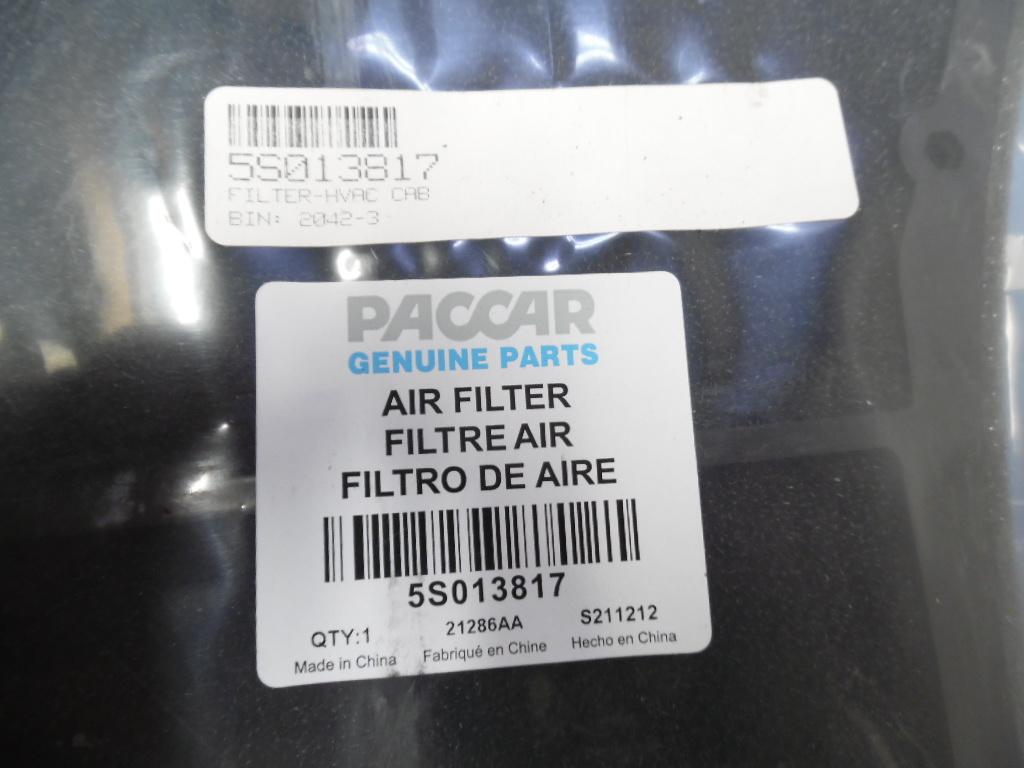 5S013817
FILTER-HVAC CAB
BIN: 2042-3
PACCAR
GENUINE PARTS
AIR FILTER
FILTRE AIR
FILTRO DE AIRE
5S013817
QTY:1 21286AA S211212
Made in China Fabriqué en Chine Hecho en China